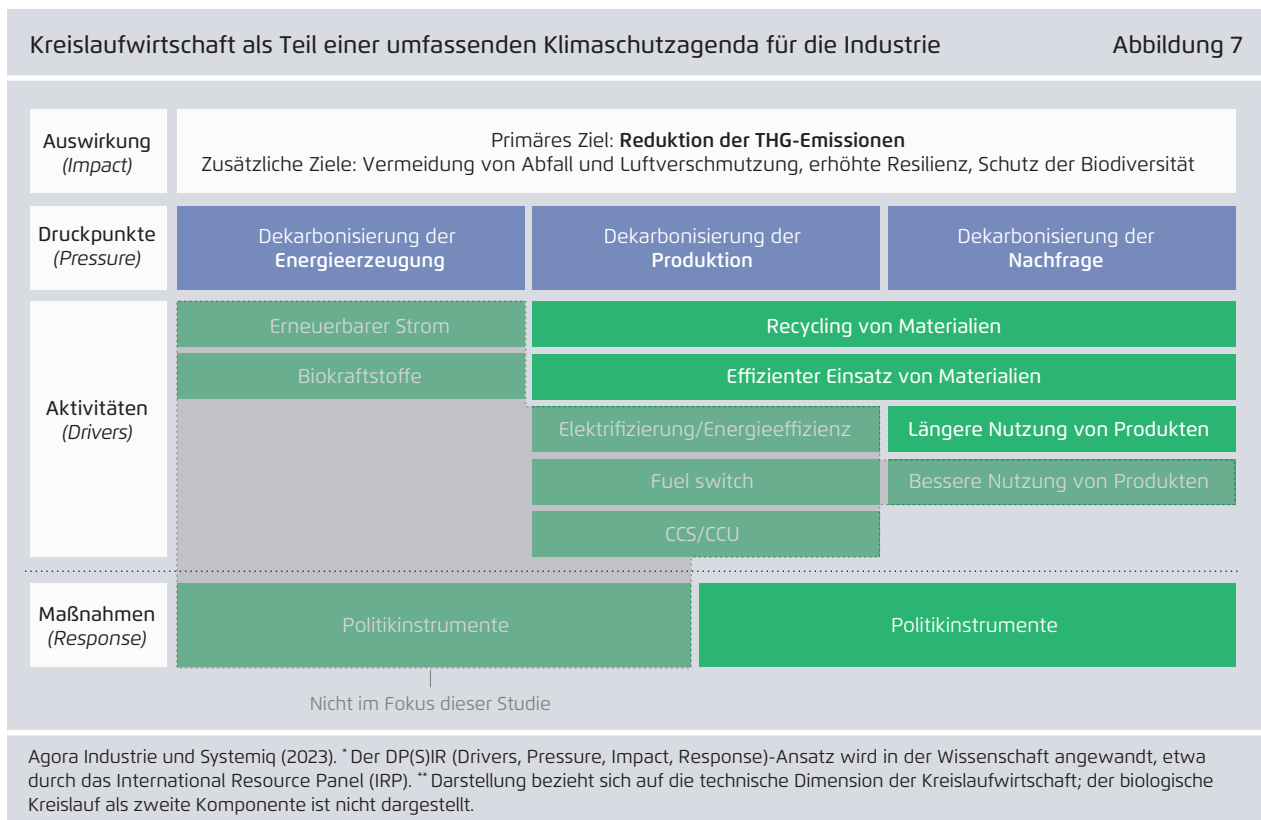 Kreislaufwirtschaft als Teil einer umfassenden Klimaschutzagenda für die Industrie
Abbildung 7
Auswirkung
(Impact)
Primäres Ziel: Reduktion der THG-Emissionen
Zusätzliche Ziele: Vermeidung von Abfall und Luftverschmutzung, erhöhte Resilienz, Schutz der Biodiversität
Druckpunkte
(Pressure)
Dekarbonisierung der
Energieerzeugung
Dekarbonisierung der
Produktion
Dekarbonisierung der
Nachfrage
Aktivitäten
(Drivers)
Erneuerbarer Strom
Recycling von Materialien
Biokraftstoffe
Effizienter Einsatz von Materialien
Elektrifizierung/Energieeffizienz
Längere Nutzung von Produkten
Fuel switch
Bessere Nutzung von Produkten
CCS/CCU
Maßnahmen
(Response)
Politikinstrumente
Politikinstrumente
Nicht im Fokus dieser Studie
Agora Industrie und Systemiq (2023). * Der DP(S)IR (Drivers, Pressure, Impact, Response)-Ansatz wird in der Wissenschaft angewandt, etwa
durch das International Resource Panel (IRP). ** Darstellung bezieht sich auf die technische Dimension der Kreislaufwirtschaft; der biologische
Kreislauf als zweite Komponente ist nicht dargestellt.